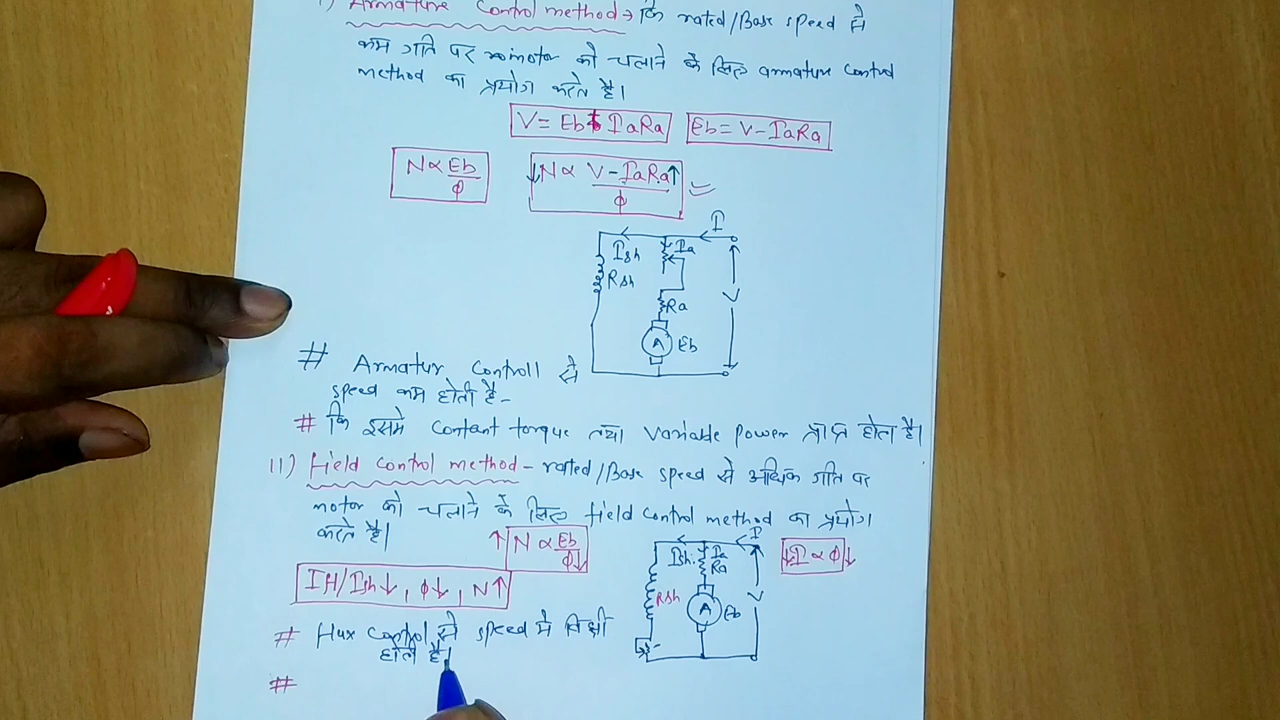 i) Armature Control method → कि rated/Base speed से
कम गति पर motor को चलाने के लिए armature control
method का प्रयोग करते है।
V = Eb + IaRa Eb = V - IaRa
N ∝ Eb/ϕ ↓N ∝ V - IaRa↑/ϕ
I
Ish Ia
Rsh
Ra
V
A Eb
# Armatur Controll से
speed कम होती है -
# कि इसमे Contant torque तथा Variable Power प्राप्त होता है।
ii) Field Control method - rated/Base speed से अधिक गति पर
motor को चलाने के लिए field control method का प्रयोग
करते है।
↑ N ∝ Eb/ϕ↓
I
Ish. Ia
Ra
↓I ∝ ϕ↓
If/Ish↓, ϕ↓, N↑
Rsh
A Eb
V
# flux control से speed मे
होती है।
#